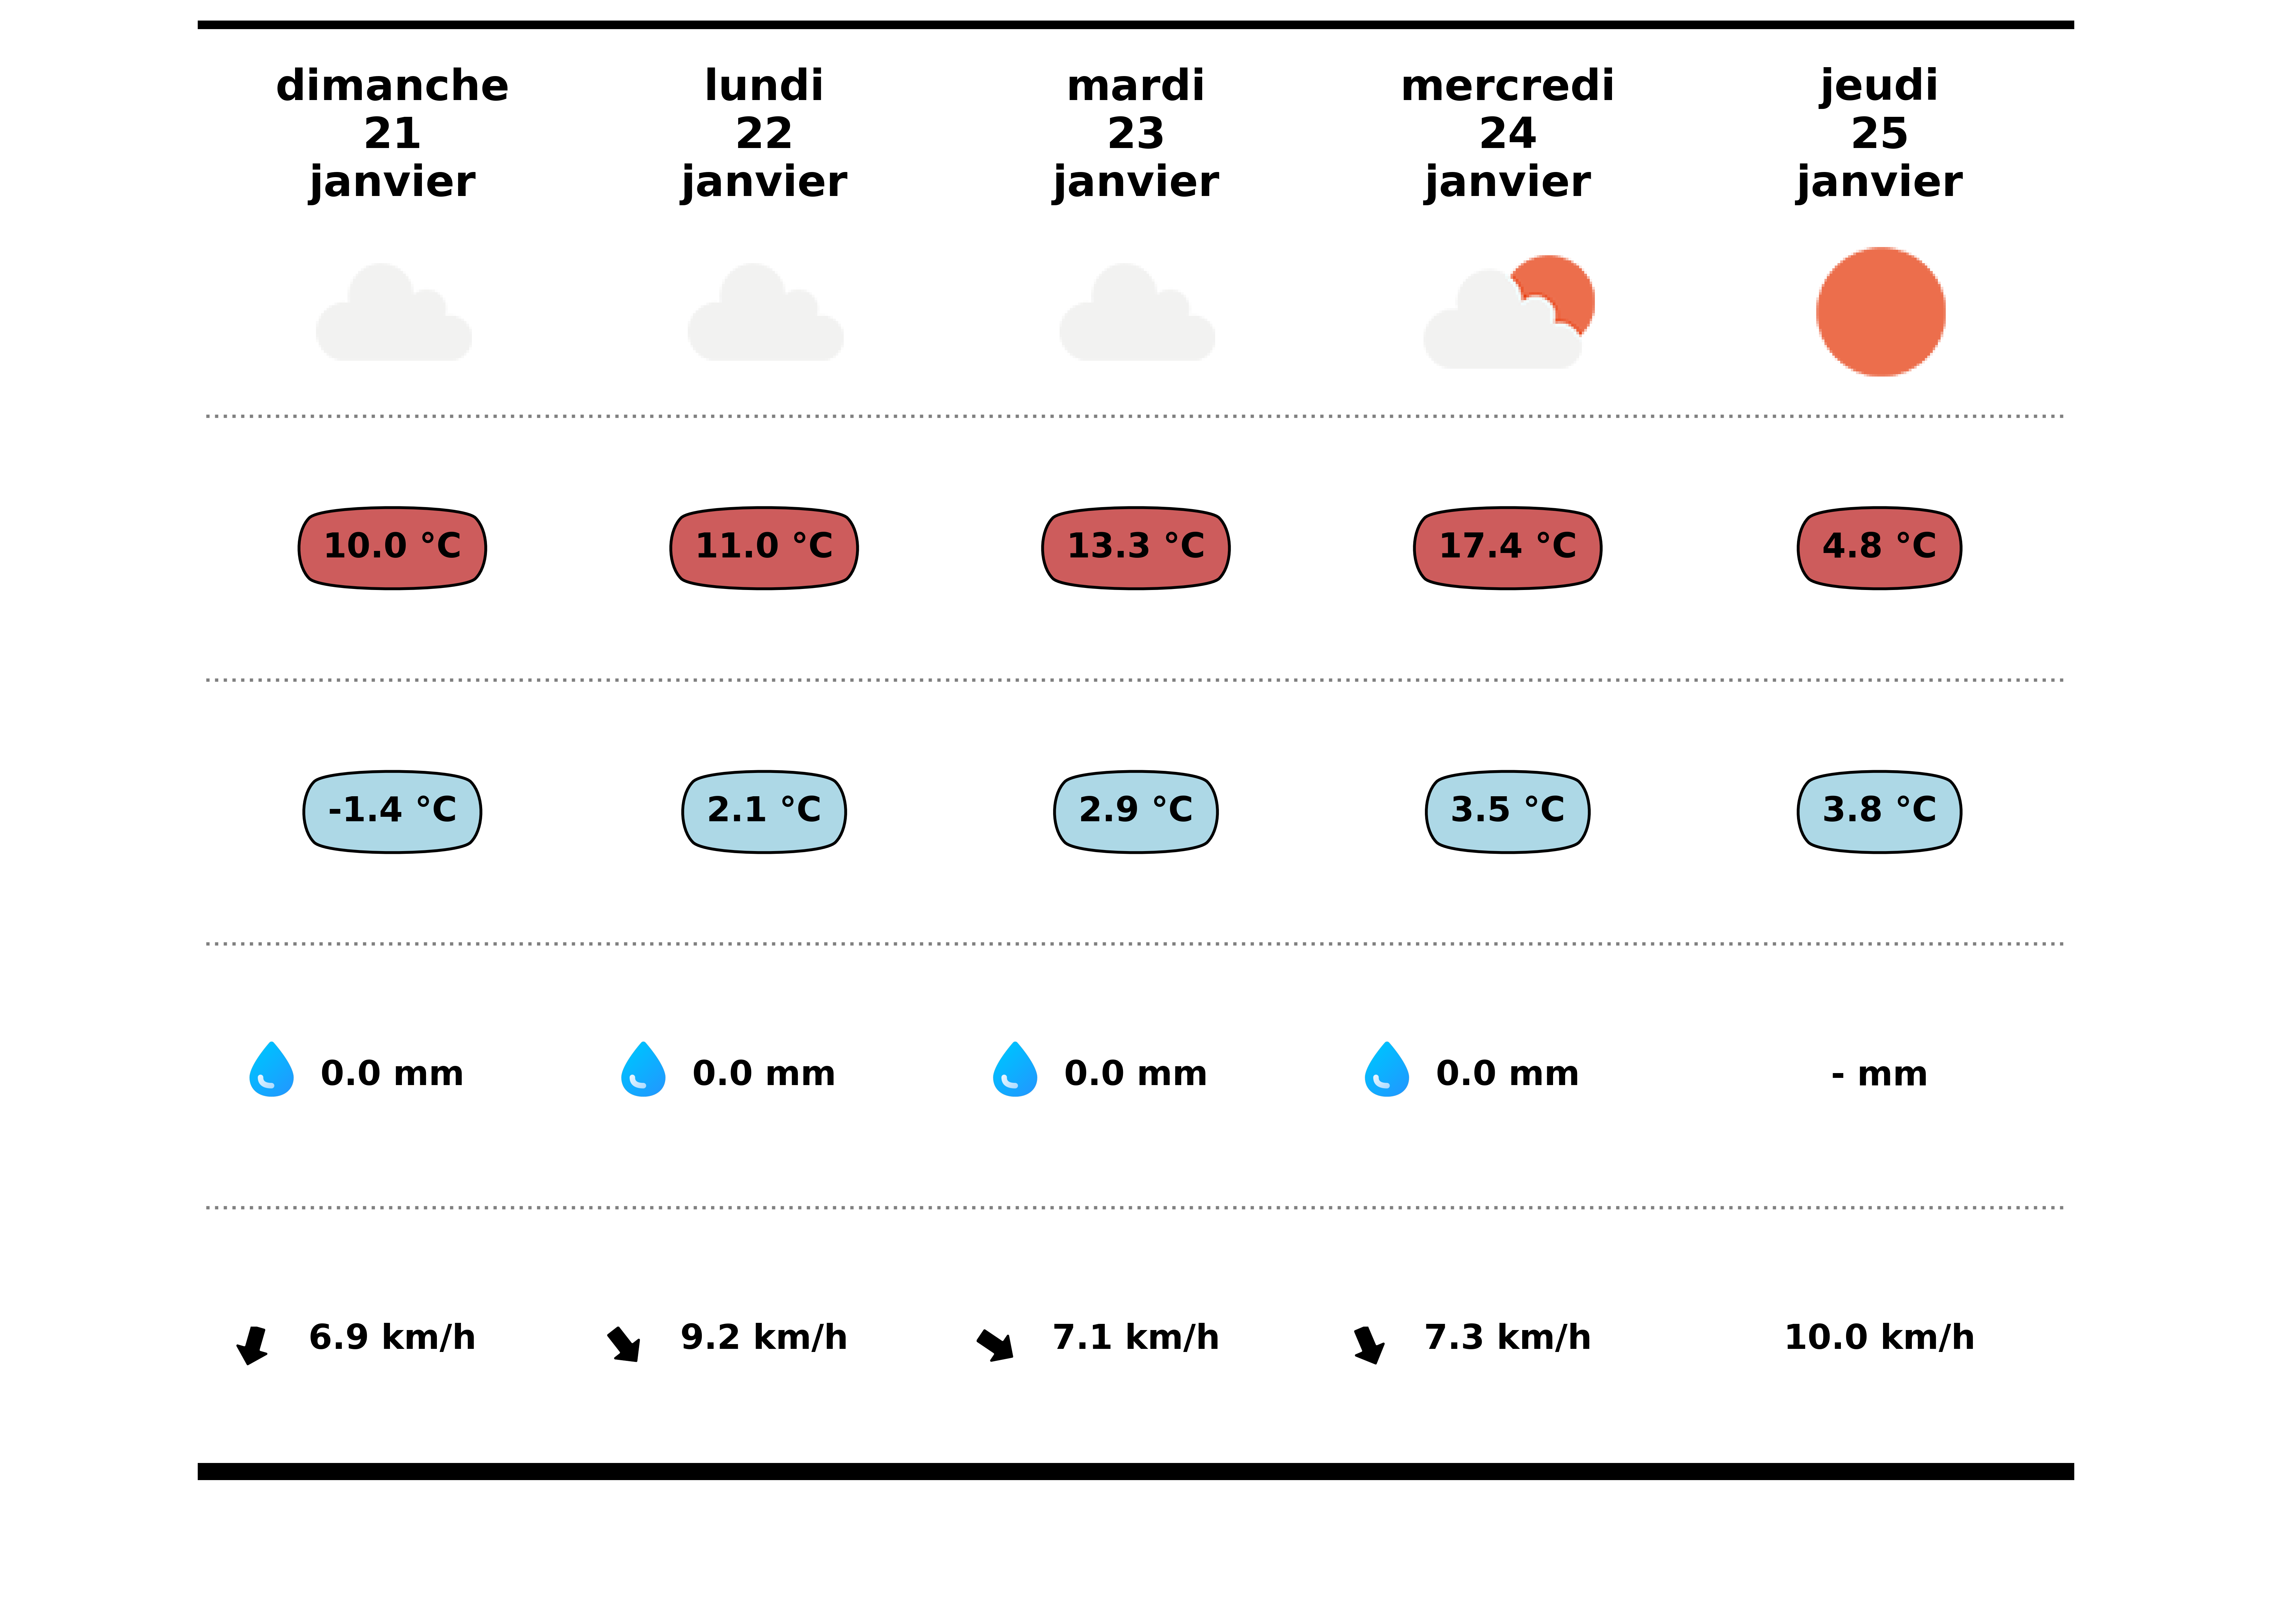 dimanche
21
janvier
lundi
22
janvier
mardi
23
janvier
mercredi
24
janvier
jeudi
25
janvier
10.0 °C
11.0 °C
13.3 °C
17.4 °C
4.8 °C
-1.4 °C
2.1 °C
2.9 °C
3.5 °C
3.8 °C
0.0 mm
0.0 mm
0.0 mm
0.0 mm
- mm
6.9 km/h
9.2 km/h
7.1 km/h
7.3 km/h
10.0 km/h